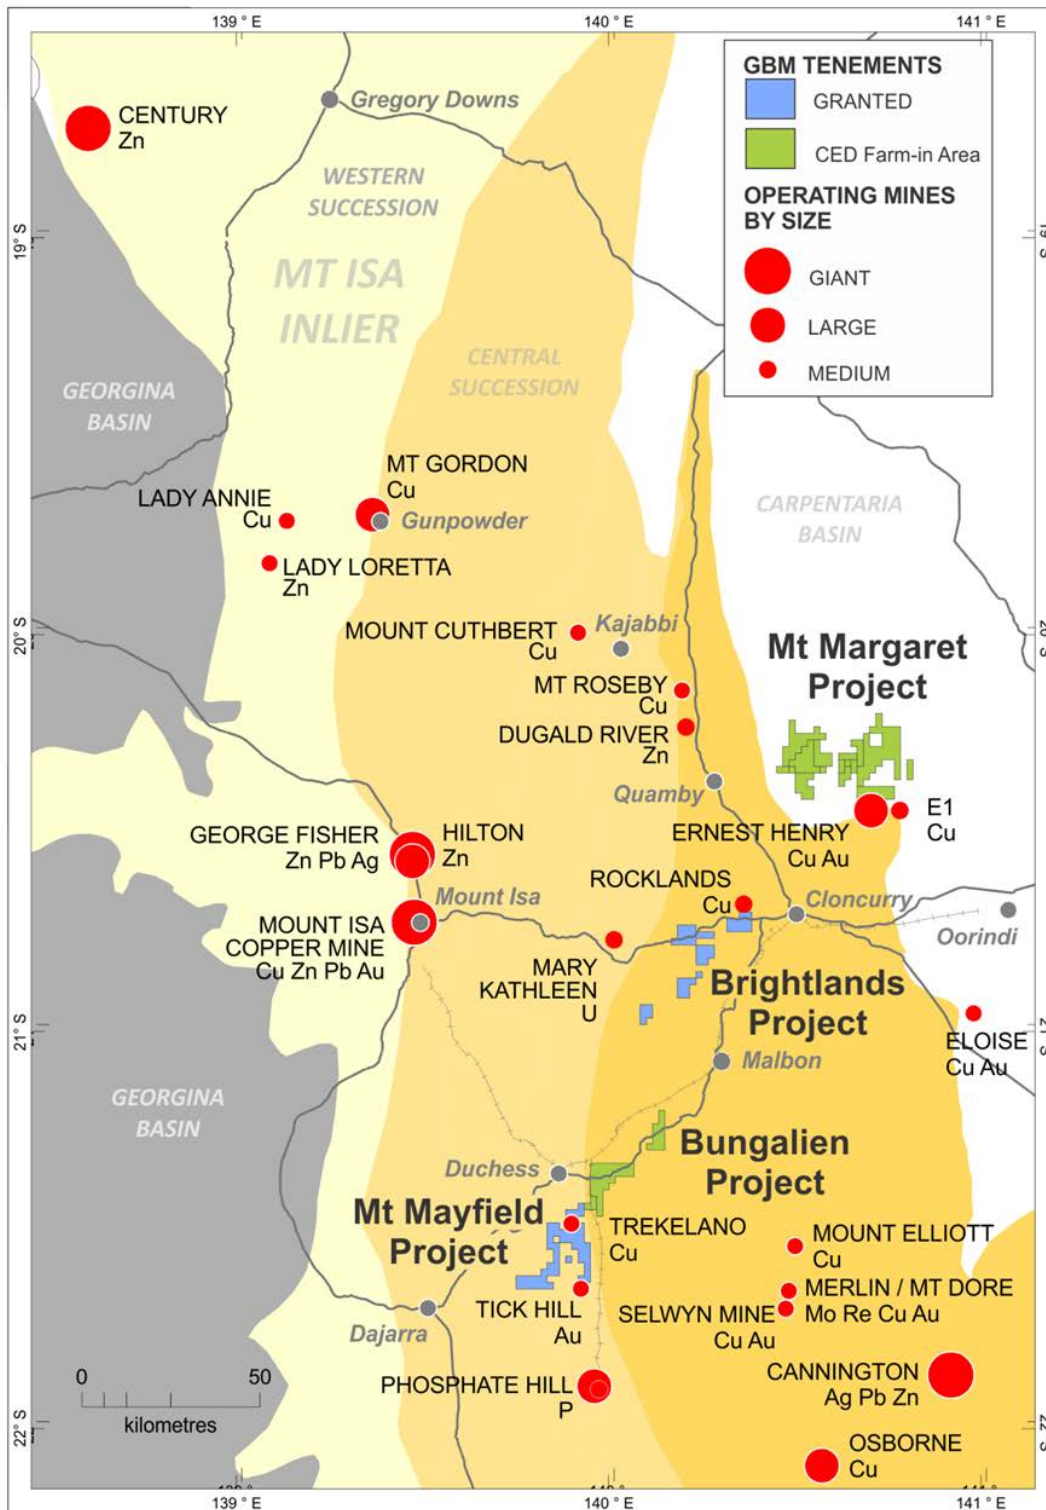 139 ° E
140 ° E
141 ° E
GBM TENEMENTS
GRANTED
CED Farm-in Area
OPERATING MINES
BY SIZE
GIANT
LARGE
MEDIUM
CENTURY
Zn
Gregory Downs
WESTERN
SUCCESSION
19°S
MT ISA
INLIER
CENTRAL
SUCCESSION
GEORGINA
BASIN
MT GORDON
Cu
LADY ANNIE
Cu
Gunpowder
CARPENTARIA
BASIN
LADY LORETTA
Zn
MOUNT CUTHBERT
Cu
Kajabbi
Mt Margaret
Project
MT ROSEBY
Cu
DUGALD RIVER
Zn
Quamby
GEORGE FISHER
Zn Pb Ag
HILTON
Zn
ERNEST HENRY
Cu Au
E1
Cu
ROCKLANDS
Cu
Mount Isa
Cloncurry
Oorindi
MOUNT ISA
COPPER MINE
Cu Zn Pb Au
MARY
KATHLEEN
U
Brightlands
Project
ELOISE
Cu Au
Malbon
GEORGINA
BASIN
Duchess
Bungalien
Project
Mt Mayfield
Project
TREKELANO
Cu
MOUNT ELLIOTT
Cu
MERLIN / MT DORE
Mo Re Cu Au
TICK HILL
Au
SELWYN MINE
Cu Au
Dajarra
CANNINGTON
Ag Pb Zn
PHOSPHATE HILL
P
0
50
kilometres
22°S
OSBORNE
Cu
139 ° E
140 ° E
141 ° E